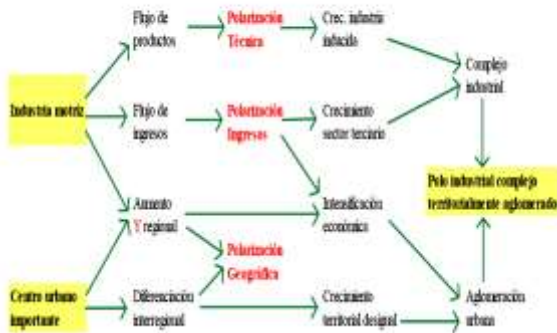 Flujo de
productos
Polarización
Técnica
Crec. industria
inducida
Complejo
industrial
Industria motriz
Flujo de
ingresos
Polarización
Ingresos
Crecimiento
sector terciario
Polo industrial complejo
territorialmente aglomerado
Aumento
Y regional
Intensificación
económica
Polarización
Geográfica
Centro urbano
importante
Diferenciación
interregional
Crecimiento
territorial desigual
Aglomeración
urbana